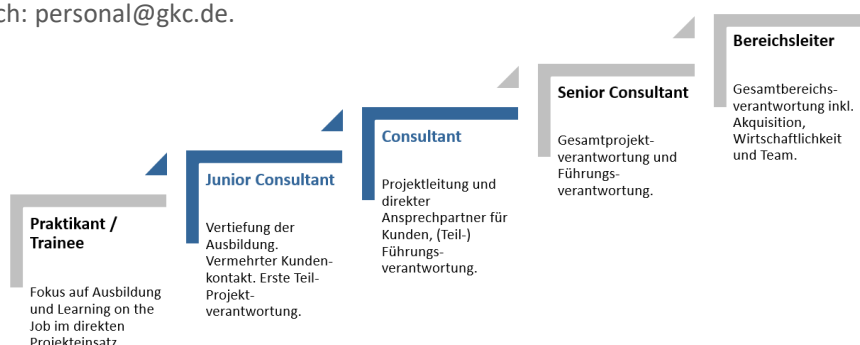 ch: personal@gkc.de.
Bereichsleiter
Gesamtbereichs-
verantwortung inkl.
Akquisition,
Wirtschaftlichkeit
und Team.
Senior Consultant
Gesamtprojekt-
verantwortung und
Führungs-
verantwortung.
Consultant
Projektleitung und
direkter
Ansprechpartner für
Kunden, (Teil-)
Führungs-
verantwortung.
Junior Consultant
Vertiefung der
Ausbildung.
Vermehrter Kunden-
kontakt. Erste Teil-
Projekt-
verantwortung.
Praktikant /
Trainee
Fokus auf Ausbildung
und Learning on the
Job im direkten
Projekteinsatz